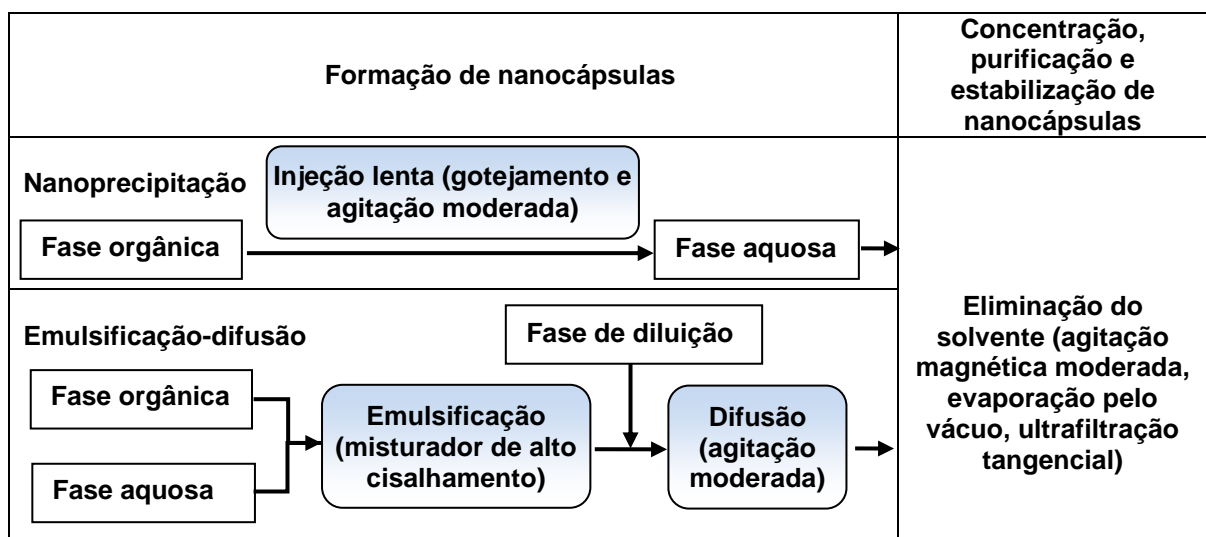 Formação de nanocápsulas
Concentração,
purificação e
estabilização de
nanocápsulas
Nanoprecipitação
Injeção lenta (gotejamento e
agitação moderada)
Fase orgânica
Fase aquosa
Emulsificação-difusão
Fase de diluição
Fase orgânica
Fase aquosa
Emulsificação
(misturador de alto
cisalhamento)
Difusão
(agitação
moderada)
Eliminação do
solvente (agitação
magnética moderada,
evaporação pelo
vácuo, ultrafiltração
tangencial)